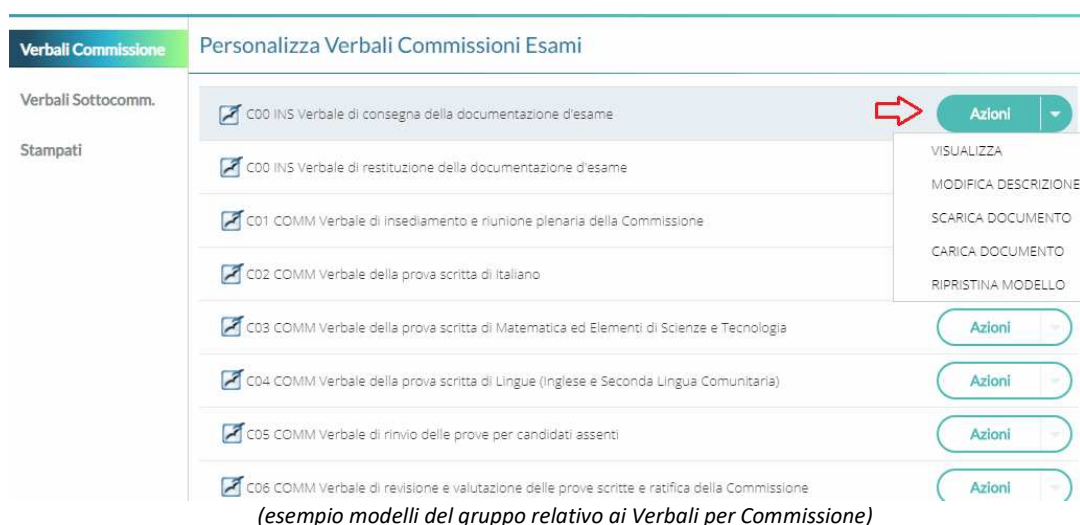 Verbali Commissione
Personalizza Verbali Commissioni Esami
Verbali Sottocomm.
Stampati
C00 INS Verbale di consegna della documentazione d'esame
Azioni
VISUALIZZA
MODIFICA DESCRIZIONE
SCARICA DOCUMENTO
CARICA DOCUMENTO
RIPRISTINA MODELLO
C00 INS Verbale di restituzione della documentazione d'esame
C01 COMM Verbale di insediamento e riunione plenaria della Commissione
C02 COMM Verbale della prova scritta di Italiano
C03 COMM Verbale della prova scritta di Matematica ed Elementi di Scienze e Tecnologia
Azioni
C04 COMM Verbale della prova scritta di Lingue (Inglese e Seconda Lingua Comunitaria)
Azioni
C05 COMM Verbale di rinvio delle prove per candidati assenti
Azioni
C06 COMM Verbale di revisione e valutazione delle prove scritte e ratifica della Commissione
Azioni
(esempio modelli del gruppo relativo ai Verbali per Commissione)